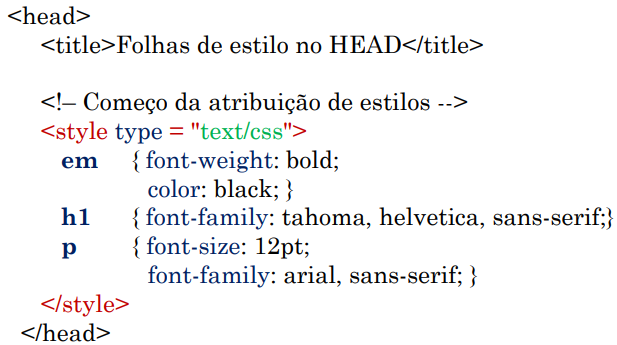 <head>
<title>Folhas de estilo no HEAD</title>
<!– Começo da atribuição de estilos -->
<style type = "text/css">
em { font-weight: bold;
color: black; }
h1 { font-family: tahoma, helvetica, sans-serif;}
p { font-size: 12pt;
font-family: arial, sans-serif; }
</style>
</head>